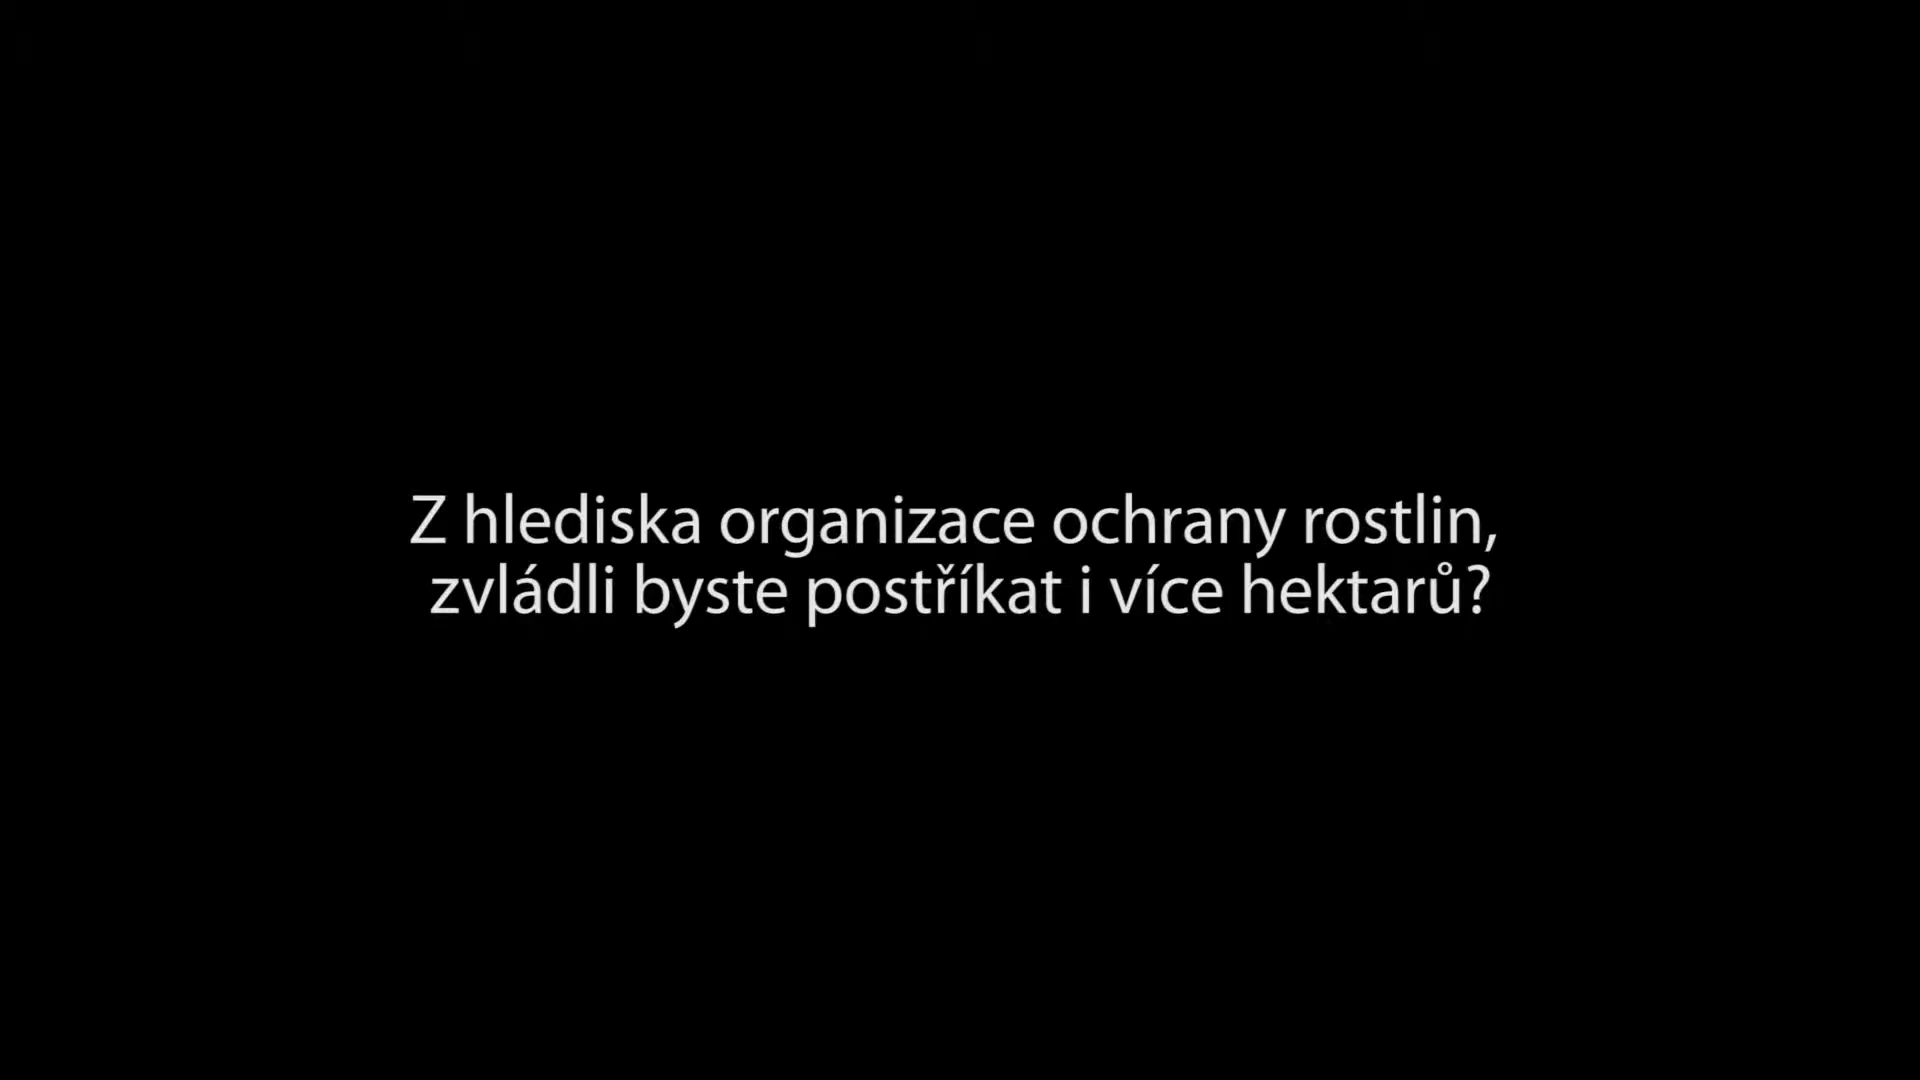 Z hlediska organizace ochrany rostlin,
zvládli byste postříkat i více hektarů?